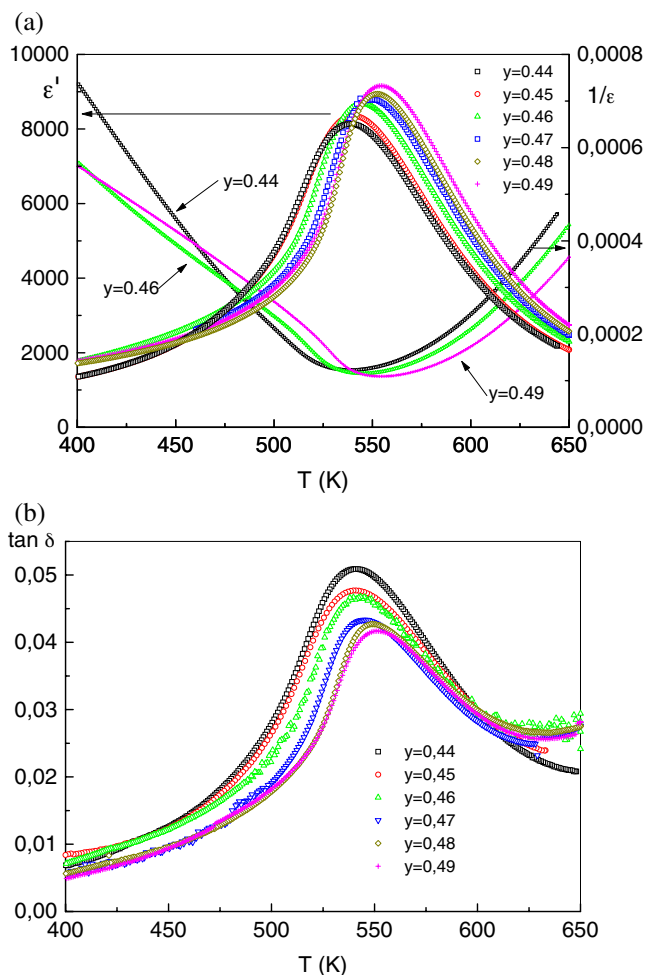 (a)
10000
8000
6000
4000
2000
0
ε'
y=0.44
y=0.45
y=0.46
y=0.47
y=0.48
y=0.49
0,0008
0,0006
0,0004
0,0002
0,0000
1/ε
y=0.44
y=0.46
y=0.49
400 450 500 550 600 650
T (K)
(b)
tan δ
0,05
0,04
0,03
0,02
0,01
0,00
y=0,44
y=0,45
y=0,46
y=0,47
y=0,48
y=0,49
400 450 500 550 600 650
T (K)